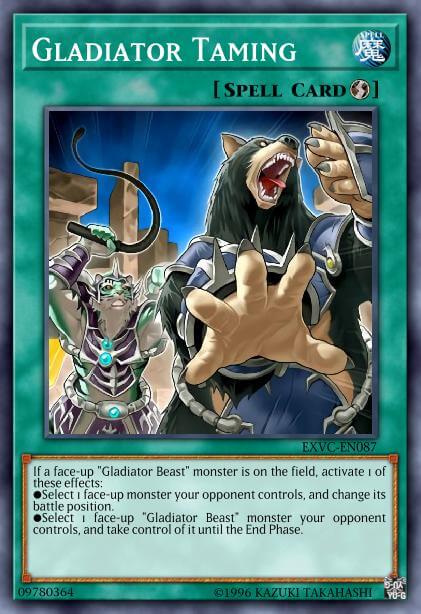 GLADIATOR TAMING
SPELL
魔
[SPELL CARD]
EXVC-EN087
If a face-up "Gladiator Beast" monster is on the field, activate 1 of
these effects:
●Select 1 face-up monster your opponent controls, and change its
battle position.
●Select 1 face-up "Gladiator Beast" monster your opponent
controls, and take control of it until the End Phase.
09780364
©1996 KAZUKI TAKAHASHI